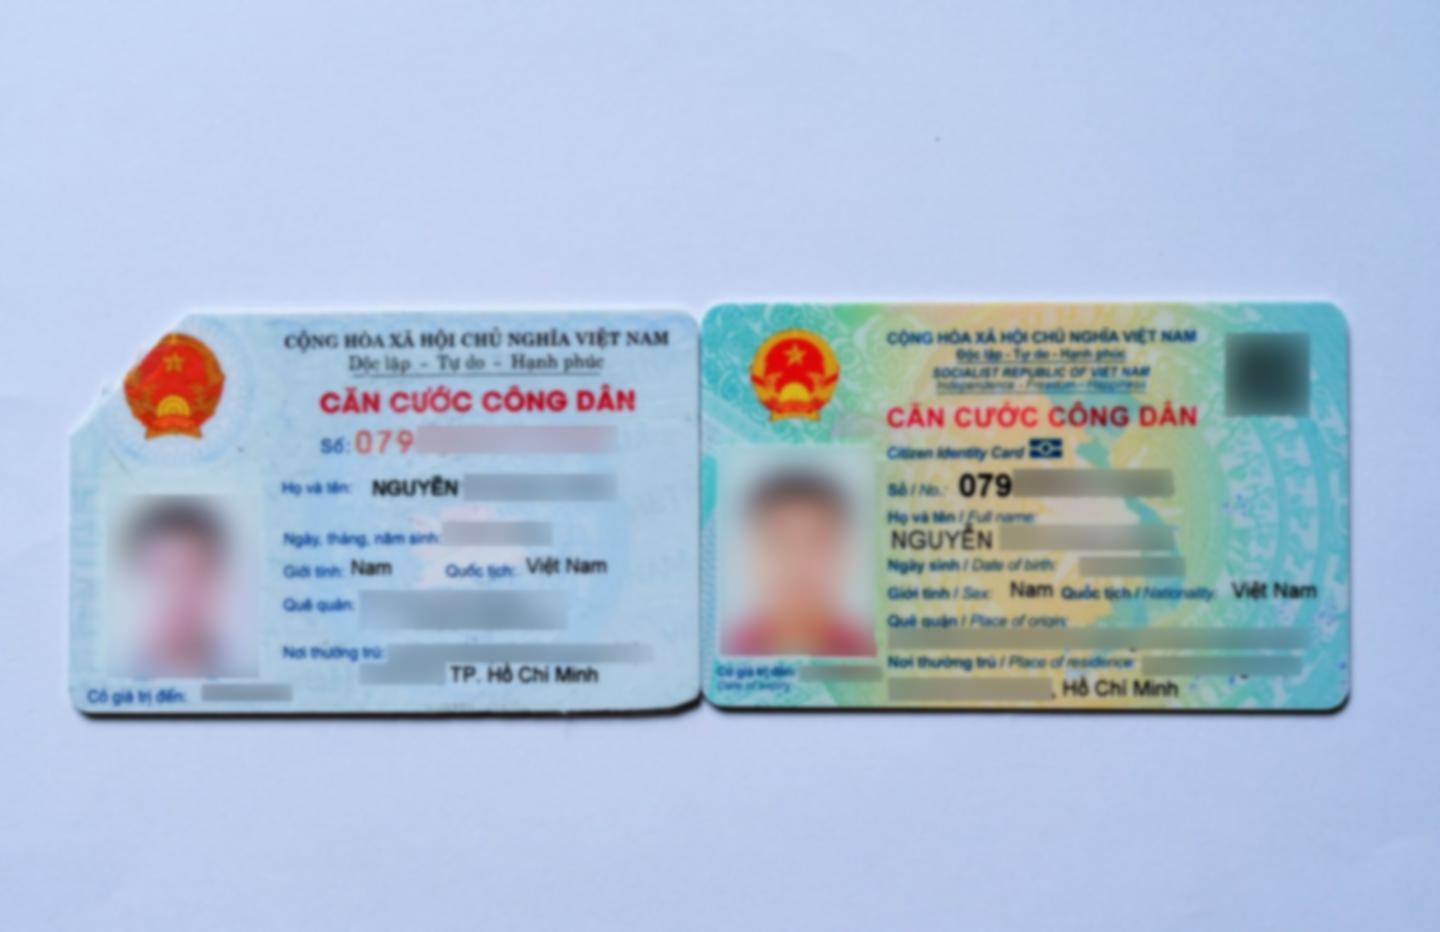 CỘNG HÒA XÃ HỘI CHỦ NGHĨA VIỆT NAM
Độc lập - Tự do - Hạnh phúc
CĂN CƯỚC CÔNG DÂN
Số: 079
Họ và tên: NGUYỄN
Ngày, tháng, năm sinh:
Giới tính: Nam Quốc tịch: Việt Nam
Quê quán:
Nơi thường trú:
TP. Hồ Chí Minh
Có giá trị đến:
CỘNG HÒA XÃ HỘI CHỦ NGHĨA VIỆT NAM
Độc lập - Tự do - Hạnh phúc
SOCIALIST REPUBLIC OF VIET NAM
Independence - Freedom - Happiness
CĂN CƯỚC CÔNG DÂN
Citizen Identity Card
Số / No.: 079
Họ và tên / Full name:
NGUYỄN
Ngày sinh / Date of birth:
Giới tính / Sex: Nam Quốc tịch / Nationality: Việt Nam
Quê quán / Place of origin:
Nơi thường trú / Place of residence:
, Hồ Chí Minh
Có giá trị đến:
Date of expiry: